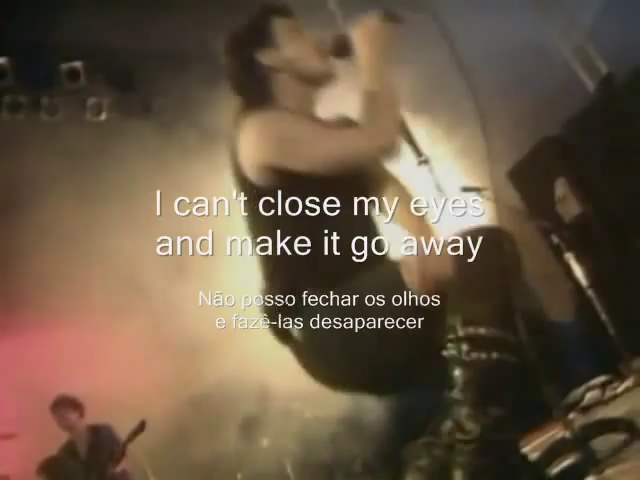 I can't close my eyes
and make it go away
Não posso fechar os olhos
e fazê-las desaparecer